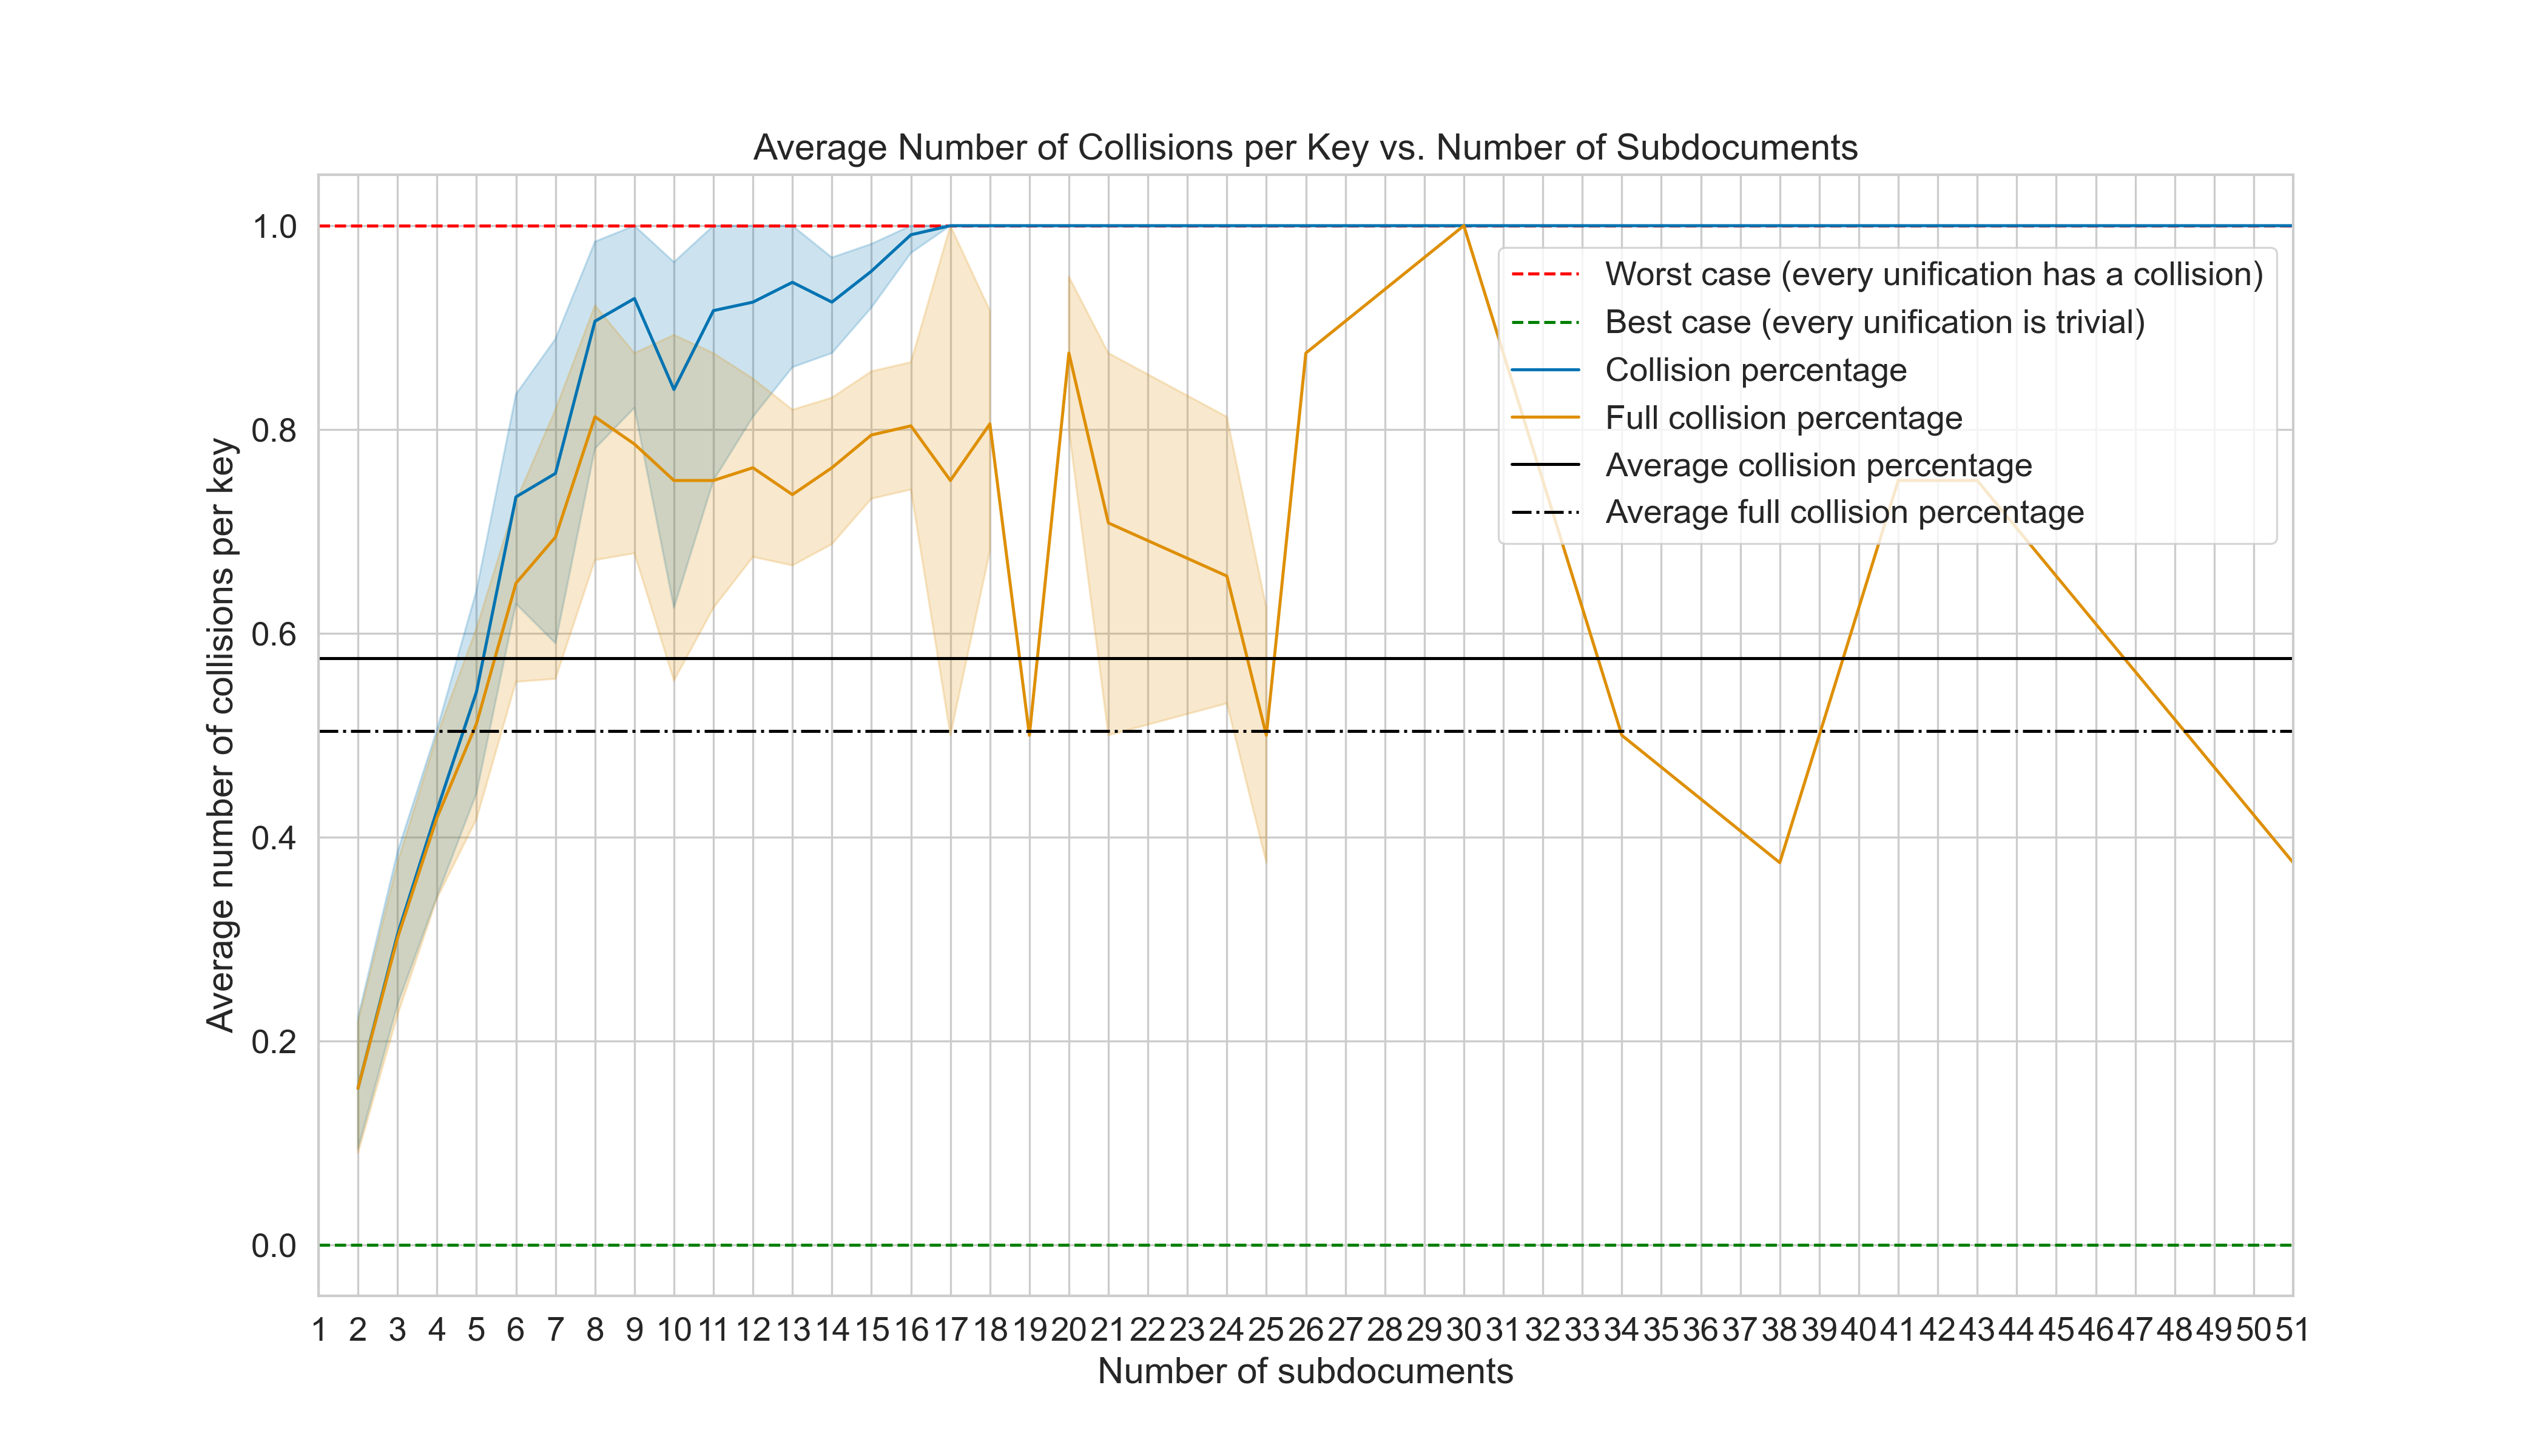 Average Number of Collisions per Key vs. Number of Subdocuments
1.0
0.8
0.6
0.4
0.2
0.0
Average number of collisions per key
Worst case (every unification has a collision)
Best case (every unification is trivial)
Collision percentage
Full collision percentage
Average collision percentage
Average full collision percentage
1 2 3 4 5 6 7 8 9 10 11 12 13 14 15 16 17 18 19 20 21 22 23 24 25 26 27 28 29 30 31 32 33 34 35 36 37 38 39 40 41 42 43 44 45 46 47 48 49 50 51
Number of subdocuments